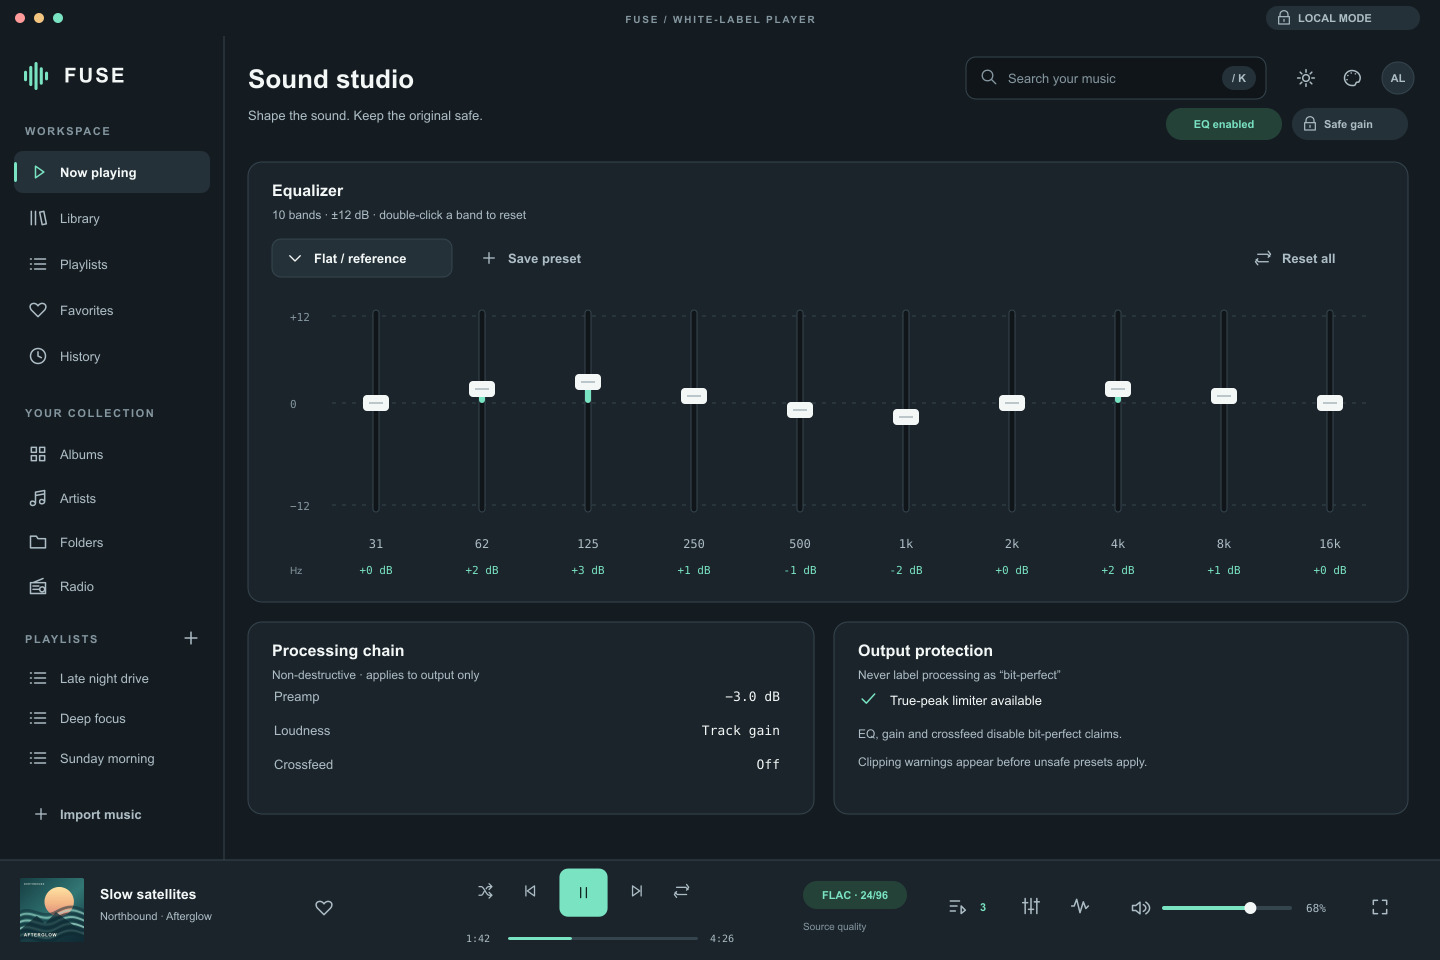 FUSE / WHITE-LABEL PLAYER
LOCAL MODE
FUSE
WORKSPACE
Now playing
Library
Playlists
Favorites
History
YOUR COLLECTION
Albums
Artists
Folders
Radio
PLAYLISTS
Late night drive
Deep focus
Sunday morning
Import music
Sound studio
Shape the sound. Keep the original safe.
Search your music
/ K
AL
EQ enabled
Safe gain
Equalizer
10 bands · ±12 dB · double-click a band to reset
Flat / reference
Save preset
Reset all
+12
0
−12
31 62 125 250 500 1k 2k 4k 8k 16k
Hz +0 dB +2 dB +3 dB +1 dB -1 dB -2 dB +0 dB +2 dB +1 dB +0 dB
Processing chain
Non-destructive · applies to output only
Preamp −3.0 dB
Loudness Track gain
Crossfeed Off
Output protection
Never label processing as “bit-perfect”
True-peak limiter available
EQ, gain and crossfeed disable bit-perfect claims.
Clipping warnings appear before unsafe presets apply.
AFTERGLOW
Slow satellites
Northbound · Afterglow
1:42
4:26
FLAC · 24/96
Source quality
3
68%